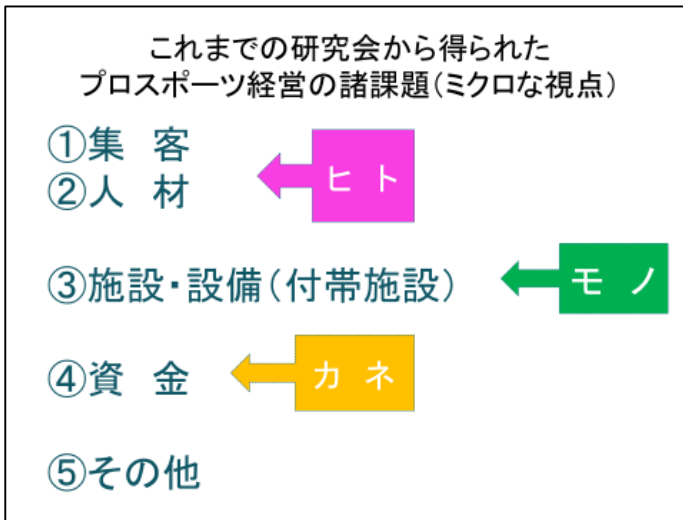 これまでの研究会から得られた
プロスポーツ経営の諸課題(ミクロな視点)
①集 客
②人 材
ヒ ト
③施設・設備(付帯施設)
モ ノ
④資 金
カ ネ
⑤その他